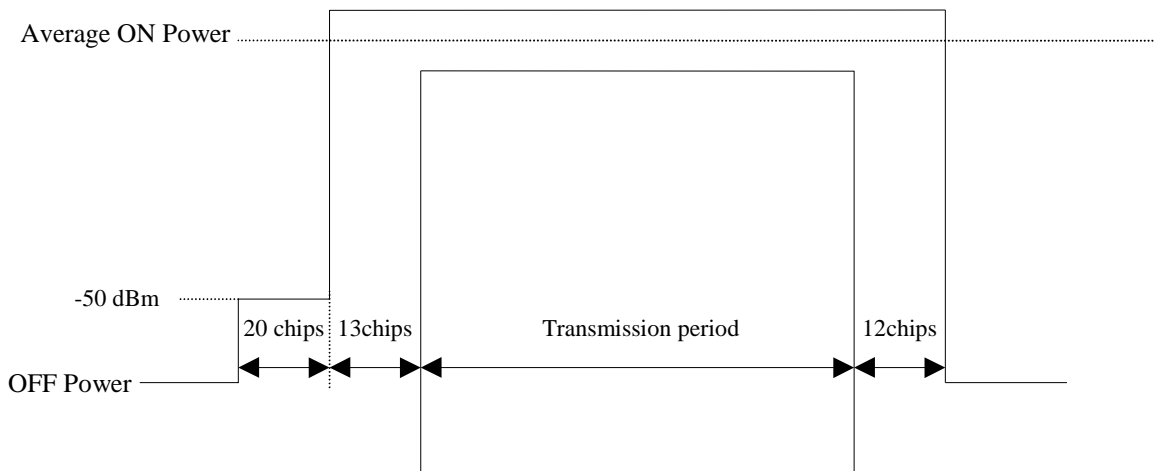 Average ON Power
-50 dBm
20 chips
13chips
Transmission period
12chips
OFF Power